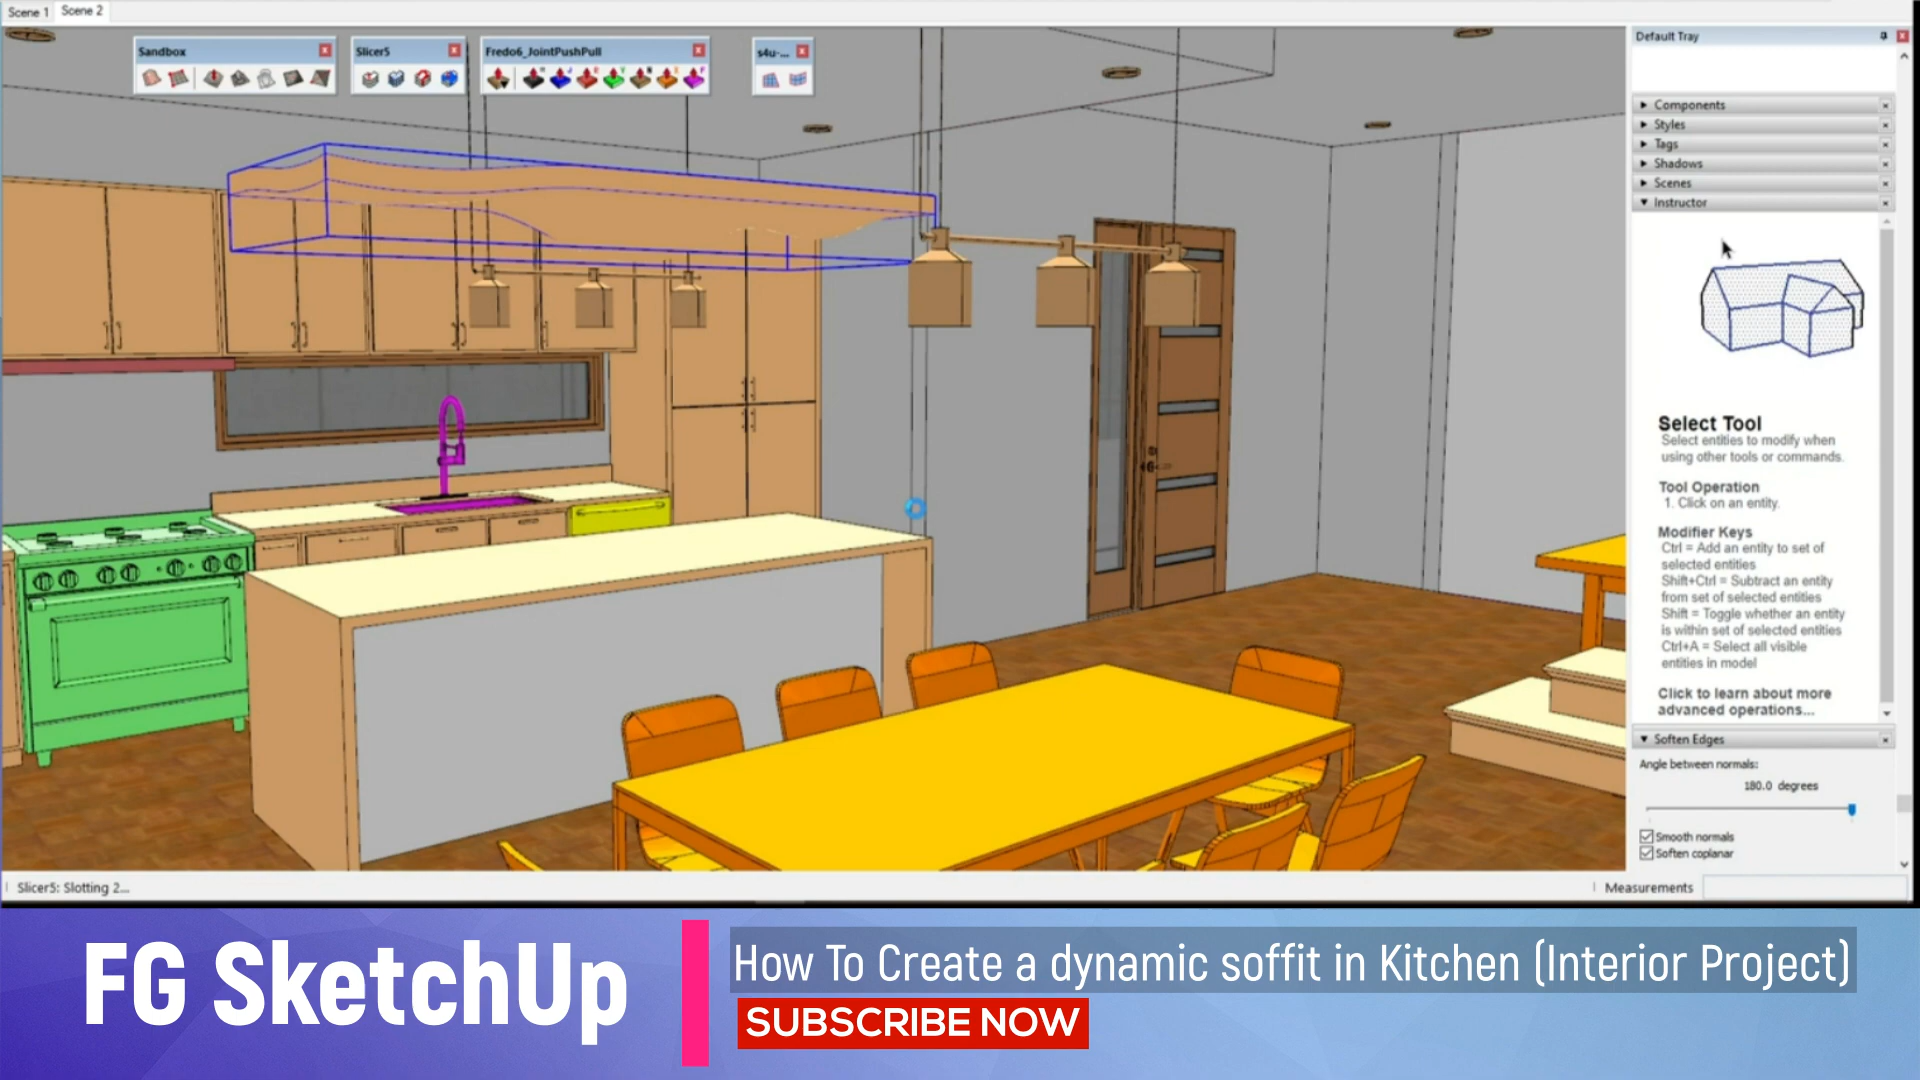 Scene 1
Scene 2
Sandbox
Slicer5
Fredo6_JointPushPull
s4u-...
Default Tray
Components
Styles
Tags
Shadows
Scenes
Instructor
Select Tool
Select entities to modify when
using other tools or commands.
Tool Operation
1. Click on an entity.
Modifier Keys
Ctrl = Add an entity to set of
selected entities
Shift+Ctrl = Subtract an entity
from set of selected entities
Shift = Toggle whether an entity
is within set of selected entities
Ctrl+A = Select all visible
entities in model
Click to learn about more
advanced operations...
Soften Edges
Angle between normals:
180.0 degrees
Smooth normals
Soften coplanar
Slicer5: Slotting 2...
Measurements
FG SketchUp
How To Create a dynamic soffit in Kitchen (Interior Project)
SUBSCRIBE NOW